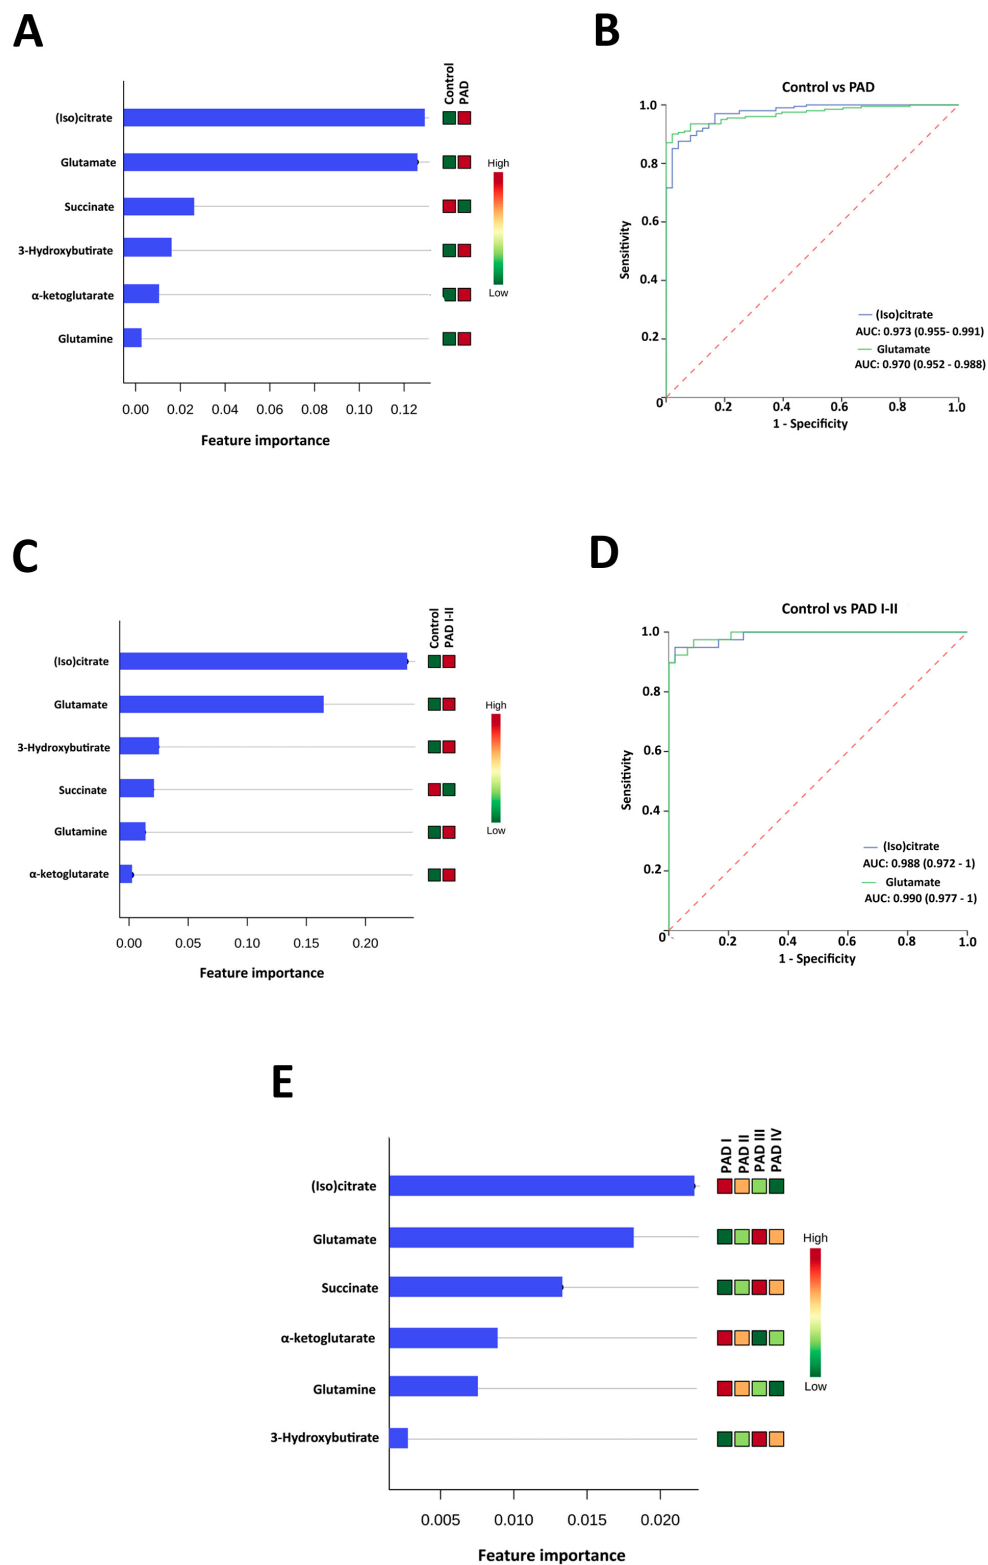 A
Control
PAD
(Iso)citrate
Glutamate
Succinate
3-Hydroxybutirate
α-ketoglutarate
Glutamine
High
Low
0.00 0.02 0.04 0.06 0.08 0.10 0.12
Feature importance
B
Control vs PAD
1.0
0.8
0.6
0.4
0.2
0
Sensitivity
(Iso)citrate
AUC: 0.973 (0.955- 0.991)
Glutamate
AUC: 0.970 (0.952 - 0.988)
0.2 0.4 0.6 0.8 1.0
1 - Specificity
C
Control
PAD I-II
(Iso)citrate
Glutamate
3-Hydroxybutirate
Succinate
Glutamine
α-ketoglutarate
High
Low
0.00 0.05 0.10 0.15 0.20
Feature importance
D
Control vs PAD I-II
1.0
0.8
0.6
0.4
0.2
0
Sensitivity
(Iso)citrate
AUC: 0.988 (0.972 - 1)
Glutamate
AUC: 0.990 (0.977 - 1)
0.2 0.4 0.6 0.8 1.0
1 - Specificity
E
PAD I
PAD II
PAD III
PAD IV
(Iso)citrate
Glutamate
Succinate
α-ketoglutarate
Glutamine
3-Hydroxybutirate
High
Low
0.005 0.010 0.015 0.020
Feature importance